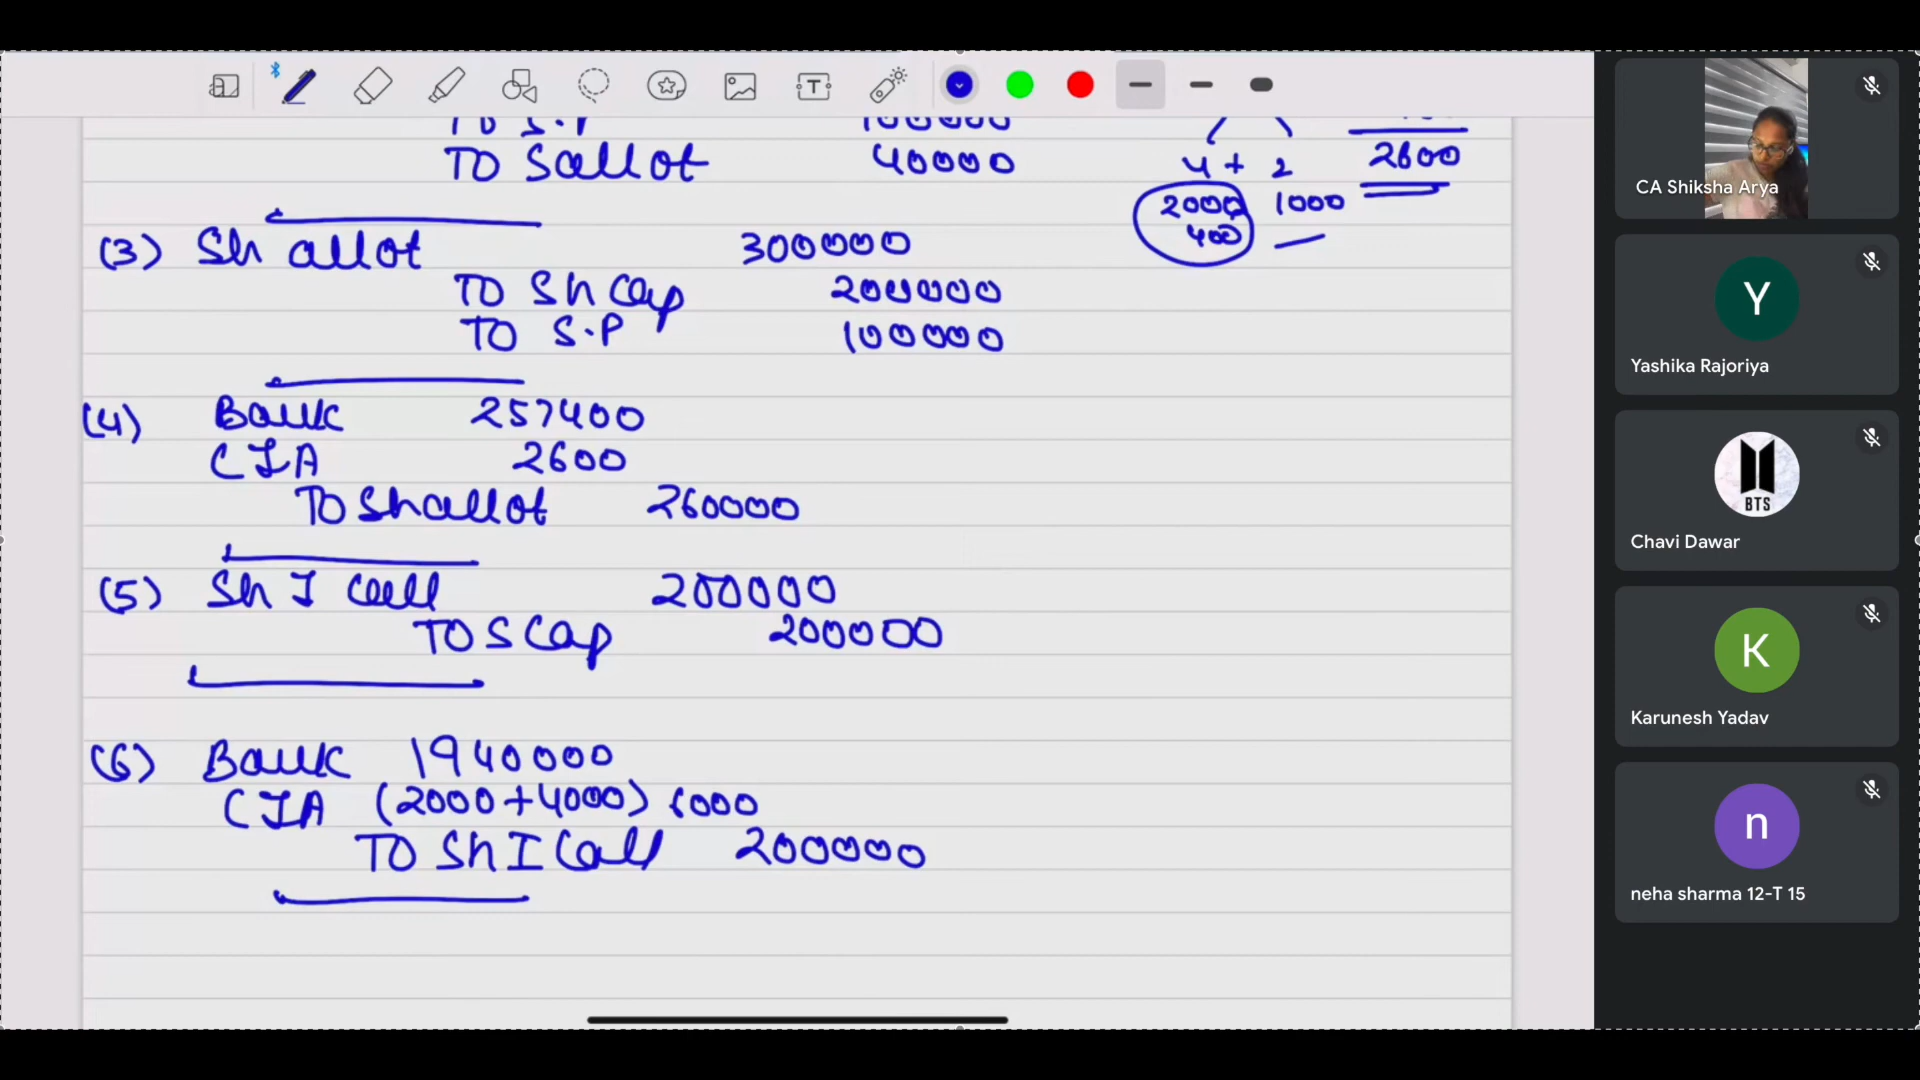 TO S.P 100000
TO Sallot 40000
4 + 2 2600
2000 1000
400
(3) Sh allot 300000
TO Sh Cap 200000
TO S.P 100000
(4) Bank 257400
CIA 2600
TO Shallot 260000
(5) Sh I Call 200000
TO S Cap 200000
(6) Bank 1940000
CIA (2000+4000) 6000
TO Sh I Call 200000
T
CA Shiksha Arya
Y
Yashika Rajoriya
BTS
Chavi Dawar
K
Karunesh Yadav
n
neha sharma 12-T 15